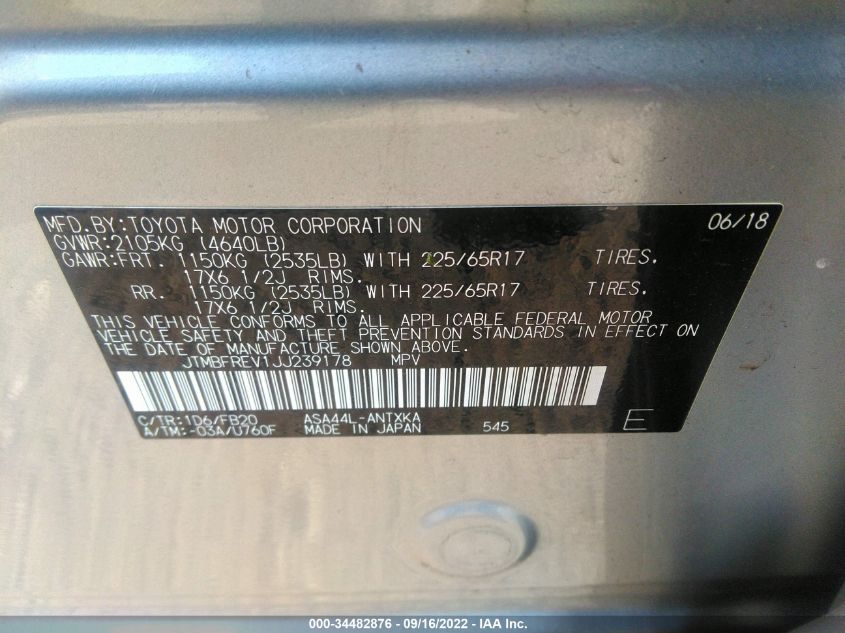 MFD.BY:TOYOTA MOTOR CORPORATION 06/18
GVWR:2105KG (4640LB)
GAWR:FRT. 1150KG (2535LB) WITH 225/65R17 TIRES.
17X6 1/2J RIMS.
RR. 1150KG (2535LB) WITH 225/65R17 TIRES.
17X6 1/2J RIMS.
THIS VEHICLE CONFORMS TO ALL APPLICABLE FEDERAL MOTOR
VEHICLE SAFETY AND THEFT PREVENTION STANDARDS IN EFFECT ON
THE DATE OF MANUFACTURE SHOWN ABOVE.
JTMBFREV1JJ239178 MPV
C/TR:1D6/FB20 ASA44L-ANTXKA
A/TM:-03A/U760F MADE IN JAPAN 545 E
000-34482876 - 09/16/2022 - IAA Inc.